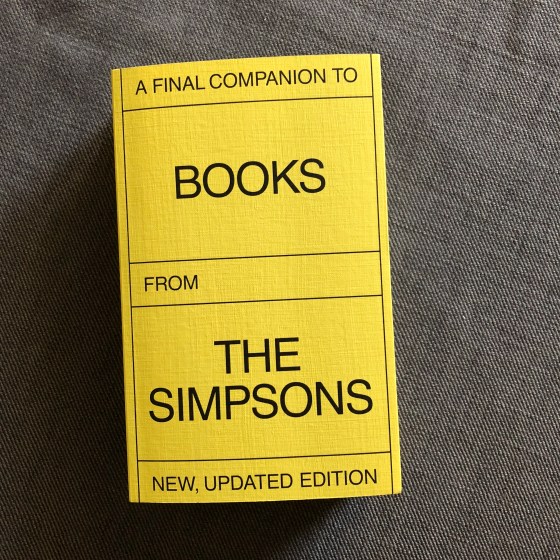 A FINAL COMPANION TO
BOOKS
FROM
THE
SIMPSONS
NEW, UPDATED EDITION